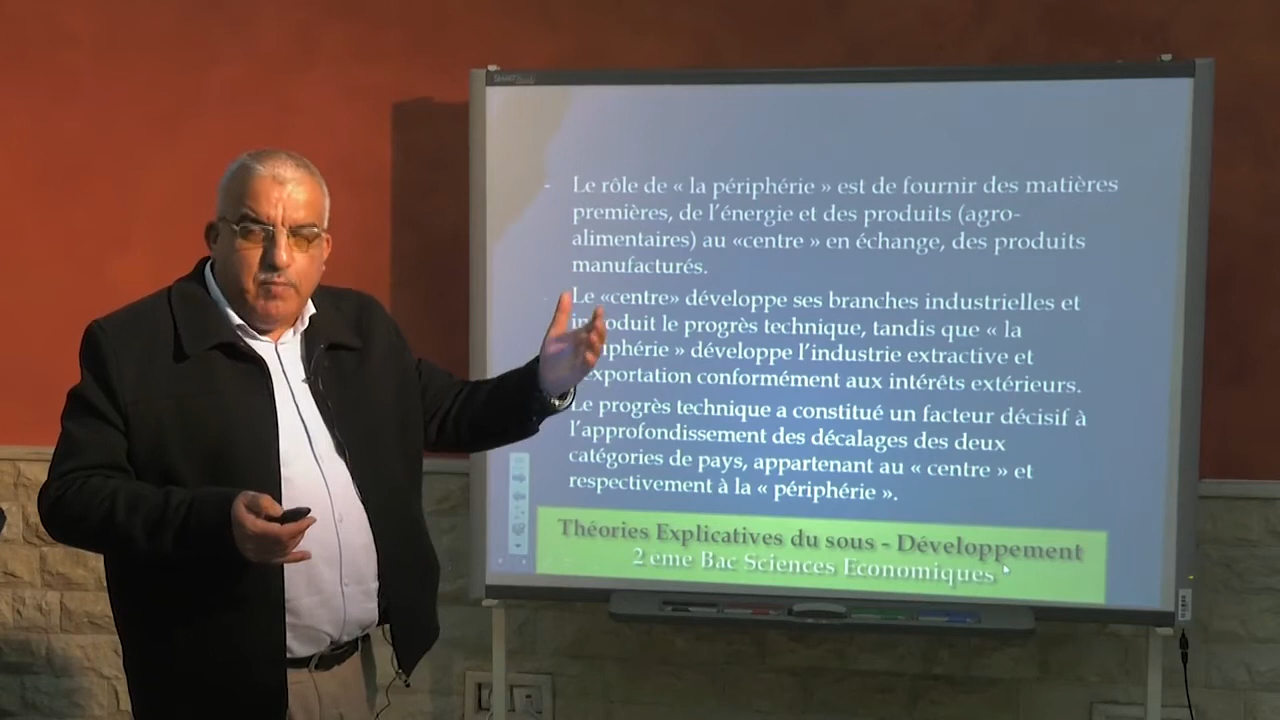 - Le rôle de « la périphérie » est de fournir des matières
premières, de l'énergie et des produits (agro-
alimentaires) au «centre » en échange, des produits
manufacturés.
- Le «centre» développe ses branches industrielles et
le progrès technique, tandis que « la
» développe l'industrie extractive et
conformément aux intérêts extérieurs.
Le progrès technique a constitué un facteur décisif à
l'approfondissement des décalages des deux
catégories de pays, appartenant au « centre » et
respectivement à la « périphérie ».
Théories Explicatives du sous - Développement
2 eme Bac Sciences Economiques